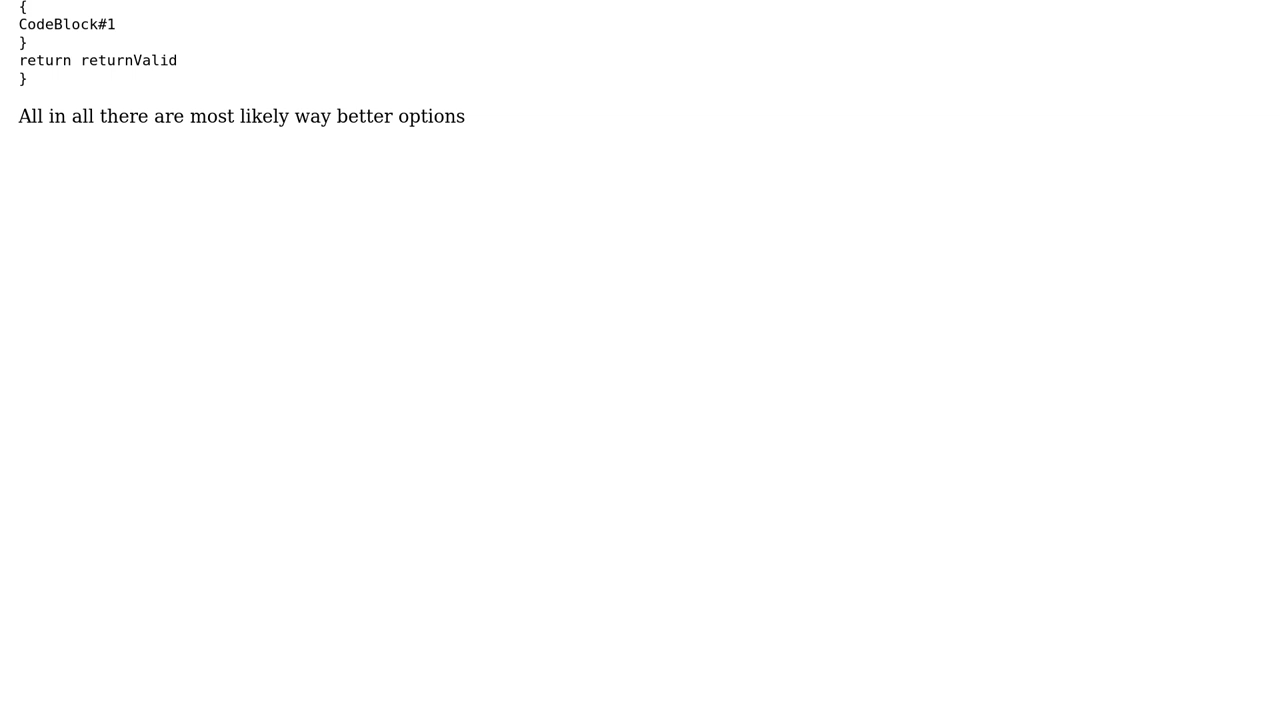 {
CodeBlock#1
}
return returnValid
}
All in all there are most likely way better options